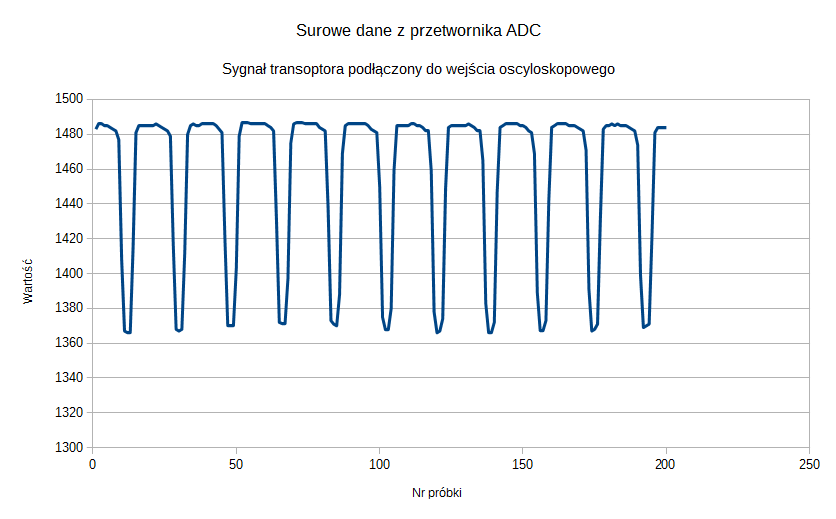 Surowe dane z przetwornika ADC
Sygnał transoptora podłączony do wejścia oscyloskopowego
1500
1480
1460
1440
1420
1400
1380
1360
1340
1320
1300
Wartość
0 50 100 150 200 250
Nr próbki